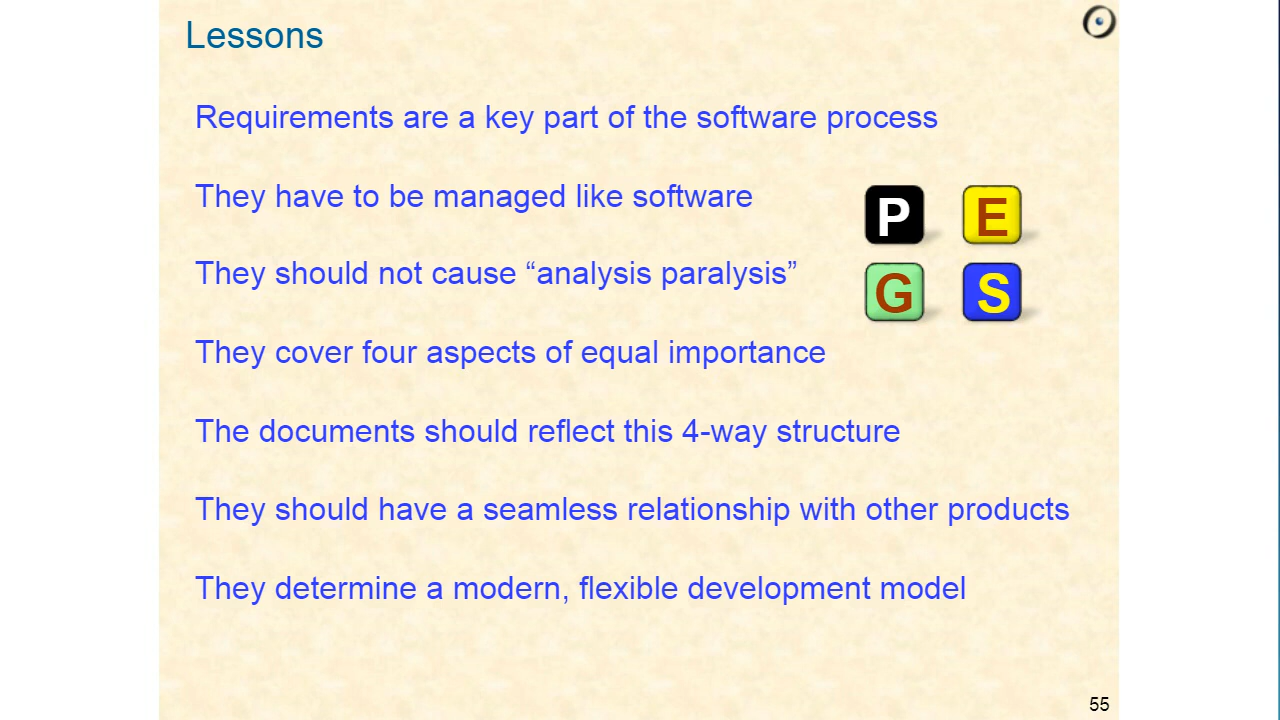 Lessons
Requirements are a key part of the software process
They have to be managed like software
P E
They should not cause “analysis paralysis”
G S
They cover four aspects of equal importance
The documents should reflect this 4-way structure
They should have a seamless relationship with other products
They determine a modern, flexible development model
55